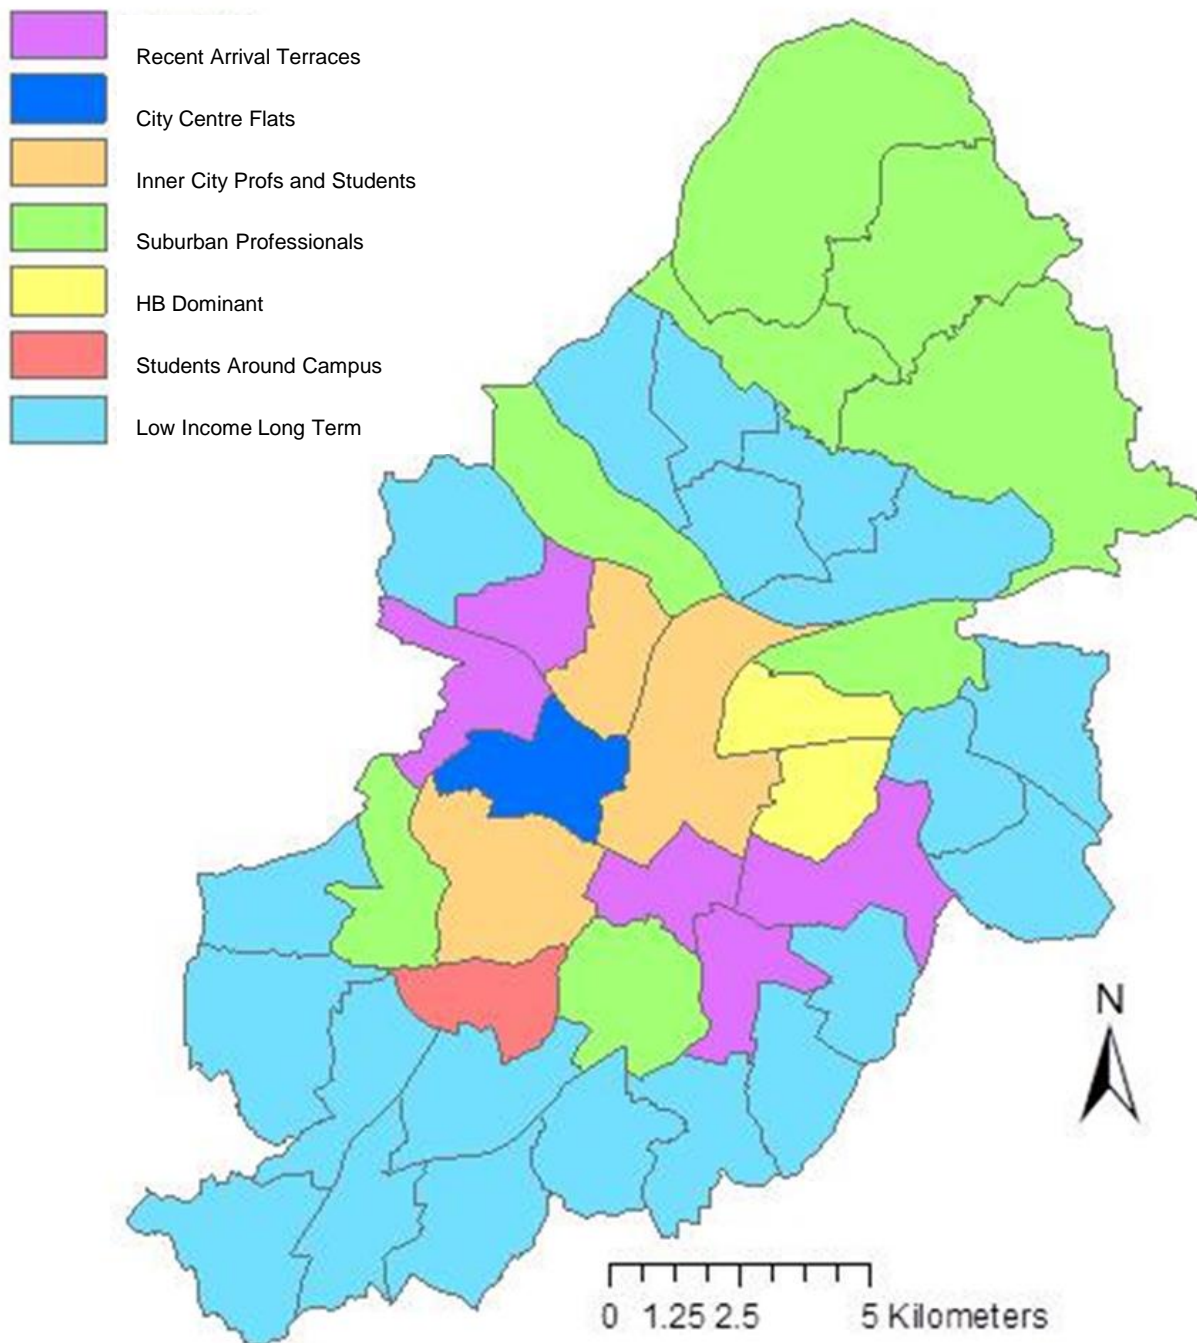 Recent Arrival Terraces
City Centre Flats
Inner City Profs and Students
Suburban Professionals
HB Dominant
Students Around Campus
Low Income Long Term
N
0 1.25 2.5 5 Kilometers